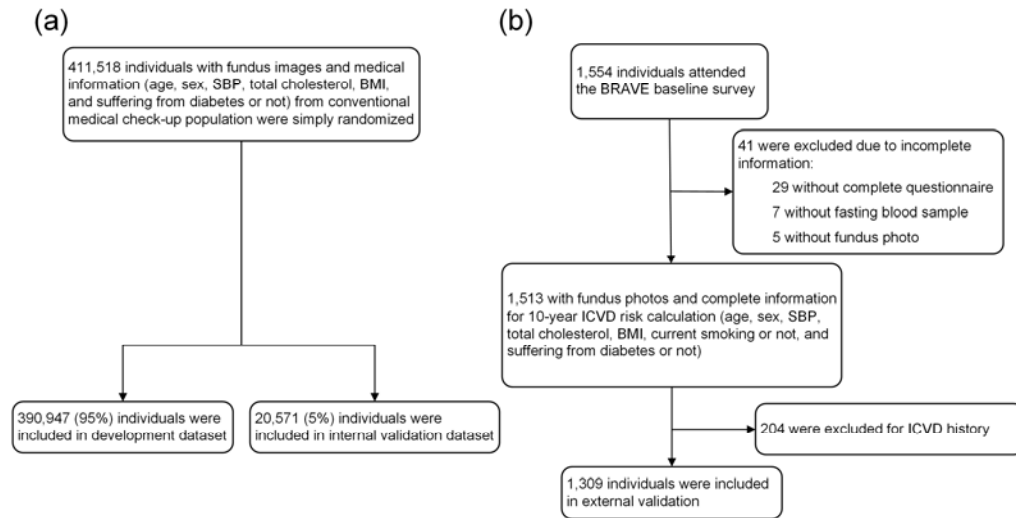 (a)
411,518 individuals with fundus images and medical
information (age, sex, SBP, total cholesterol, BMI,
and suffering from diabetes or not) from conventional
medical check-up population were simply randomized
390,947 (95%) individuals were
included in development dataset
20,571 (5%) individuals were
included in internal validation dataset
(b)
1,554 individuals attended
the BRAVE baseline survey
41 were excluded due to incomplete
information:
29 without complete questionnaire
7 without fasting blood sample
5 without fundus photo
1,513 with fundus photos and complete information
for 10-year ICVD risk calculation (age, sex, SBP,
total cholesterol, BMI, current smoking or not, and
suffering from diabetes or not)
204 were excluded for ICVD history
1,309 individuals were included
in external validation